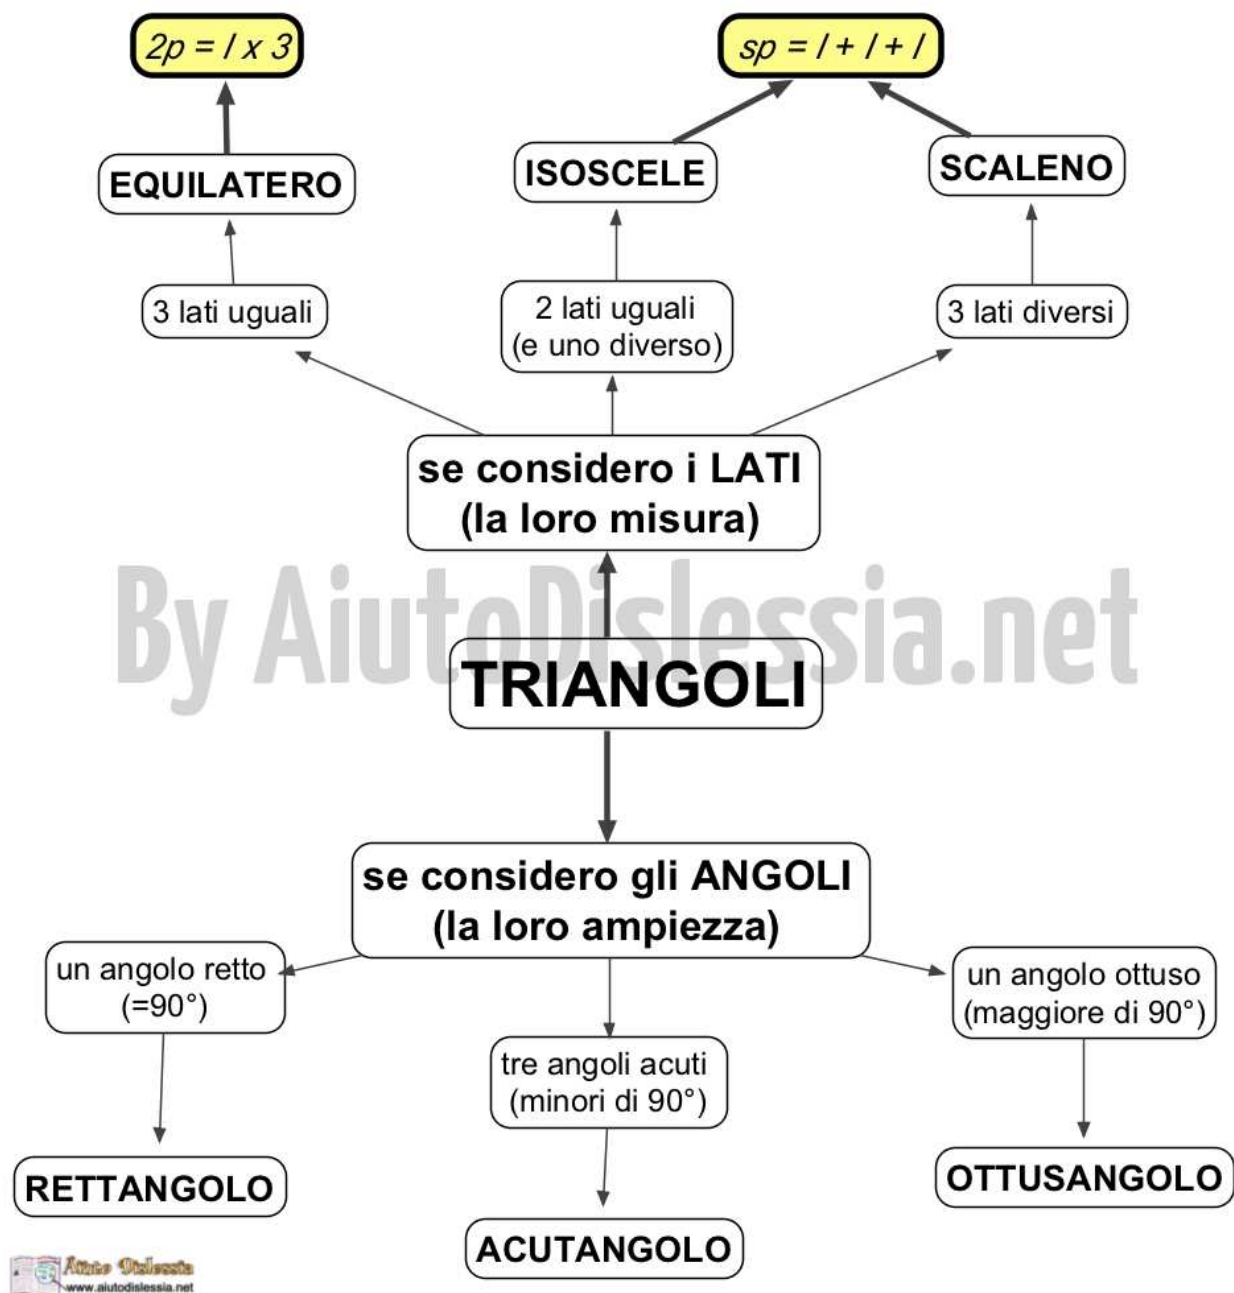 2p = l x 3
sp = l + l + l
EQUILATERO
ISOSCELE
SCALENO
3 lati uguali
2 lati uguali
(e uno diverso)
3 lati diversi
se considero i LATI
(la loro misura)
By AiutoDislessia.net
TRIANGOLI
se considero gli ANGOLI
(la loro ampiezza)
un angolo retto
(=90°)
tre angoli acuti
(minori di 90°)
un angolo ottuso
(maggiore di 90°)
RETTANGOLO
ACUTANGOLO
OTTUSANGOLO
Aiuto Dislessia
www.aiutodislessia.net